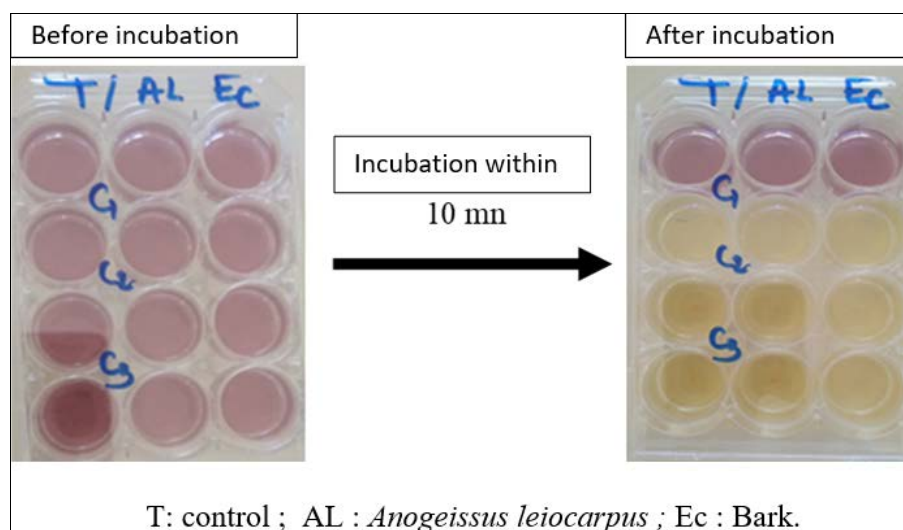 Before incubation
After incubation
T/ AL Ec
C1
C2
C3
Incubation within
10 mn
T/ AL Ec
C1
C2
C3
T: control ; AL : Anogeissus leiocarpus ; Ec : Bark.